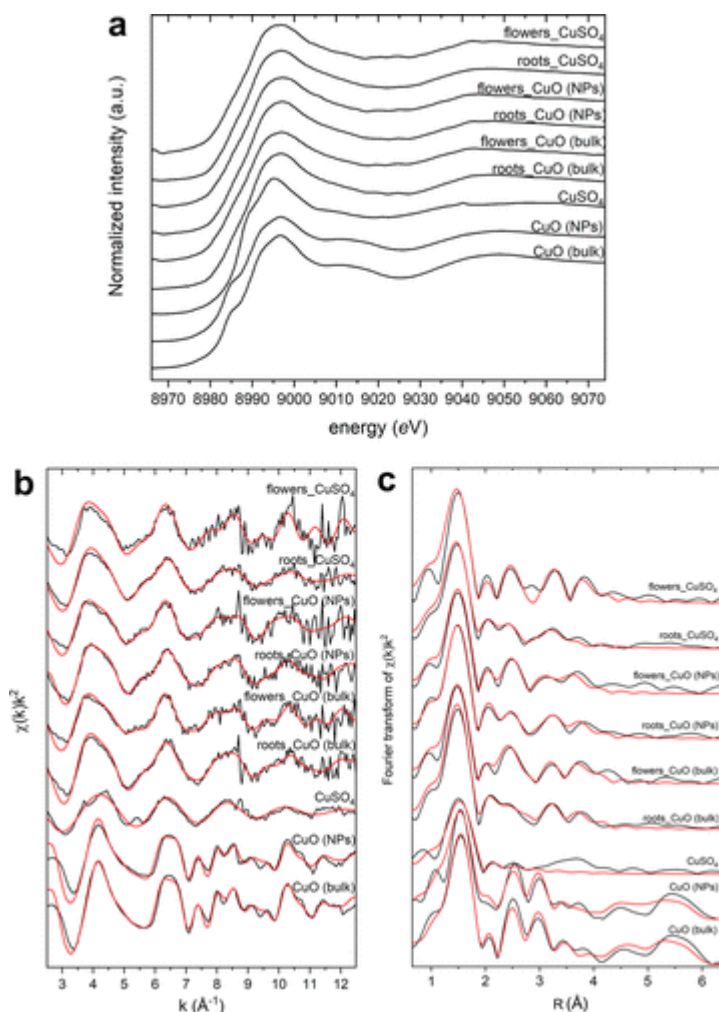 a
flowers_CuSO₄
roots_CuSO₄
flowers_CuO (NPs)
roots_CuO (NPs)
flowers_CuO (bulk)
roots_CuO (bulk)
CuSO₄
CuO (NPs)
CuO (bulk)
Normalized intensity (a.u.)
8970 8980 8990 9000 9010 9020 9030 9040 9050 9060 9070
energy (eV)
b
flowers_CuSO₄
roots_CuSO₄
flowers_CuO (NPs)
roots_CuO (NPs)
flowers_CuO (bulk)
roots_CuO (bulk)
CuSO₄
CuO (NPs)
CuO (bulk)
χ(k)k²
3 4 5 6 7 8 9 10 11 12
k (Å⁻¹)
c
flowers_CuSO₄
roots_CuSO₄
flowers_CuO (NPs)
roots_CuO (NPs)
flowers_CuO (bulk)
roots_CuO (bulk)
CuSO₄
CuO (NPs)
CuO (bulk)
Fourier transform of χ(k)k²
1 2 3 4 5 6
R (Å)